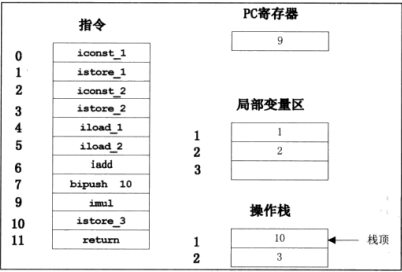 指令
0 iconst_1
1 istore_1
2 iconst_2
3 istore_2
4 iload_1
5 iload_2
6 iadd
7 bipush 10
9 imul
10 istore_3
11 return
PC寄存器
9
局部变量区
1 1
2 2
3
操作栈
1 10 栈顶
2 3